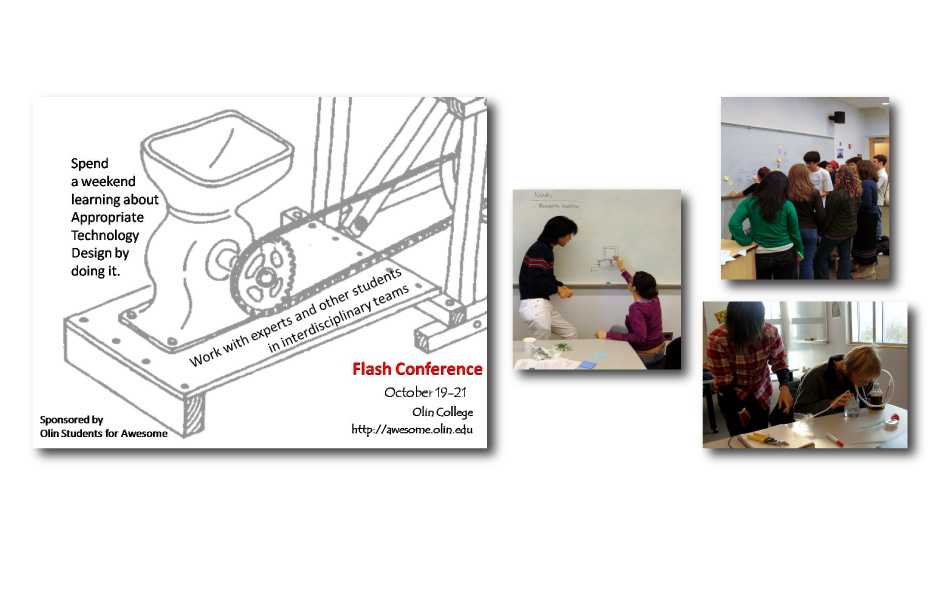 Spend
a weekend
learning about
Appropriate
Technology
Design by
doing it.
Work with experts and other students
in interdisciplinary teams
Flash Conference
October 19-21
Olin College
http://awesome.olin.edu
Sponsored by
Olin Students for Awesome
Needs